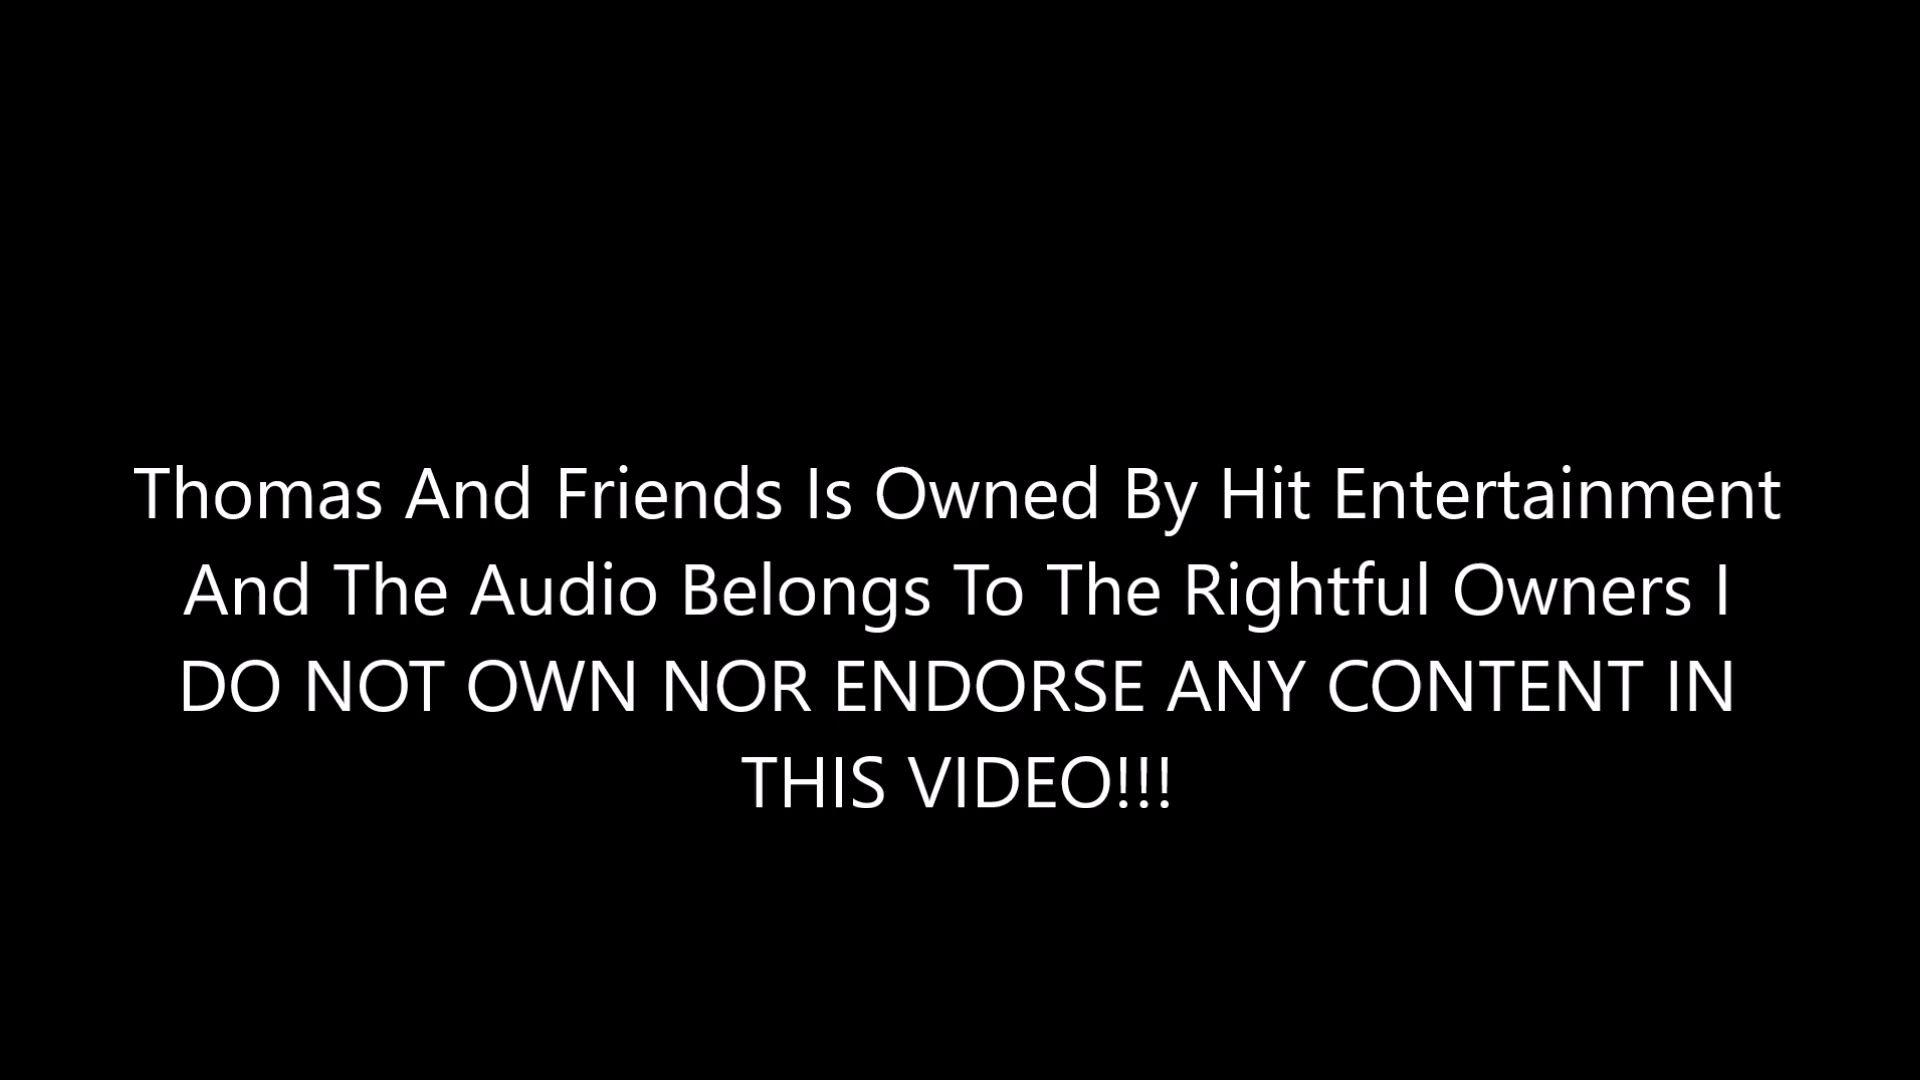 Thomas And Friends Is Owned By Hit Entertainment
And The Audio Belongs To The Rightful Owners I
DO NOT OWN NOR ENDORSE ANY CONTENT IN
THIS VIDEO!!!